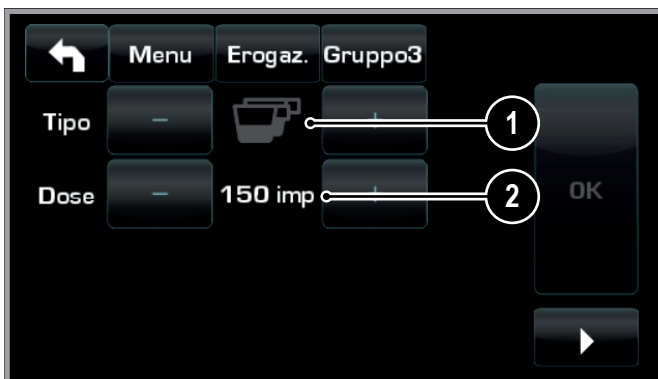 Menu Erogaz. Gruppo3
Tipo - + 1
Dose - 150 imp + 2
OK